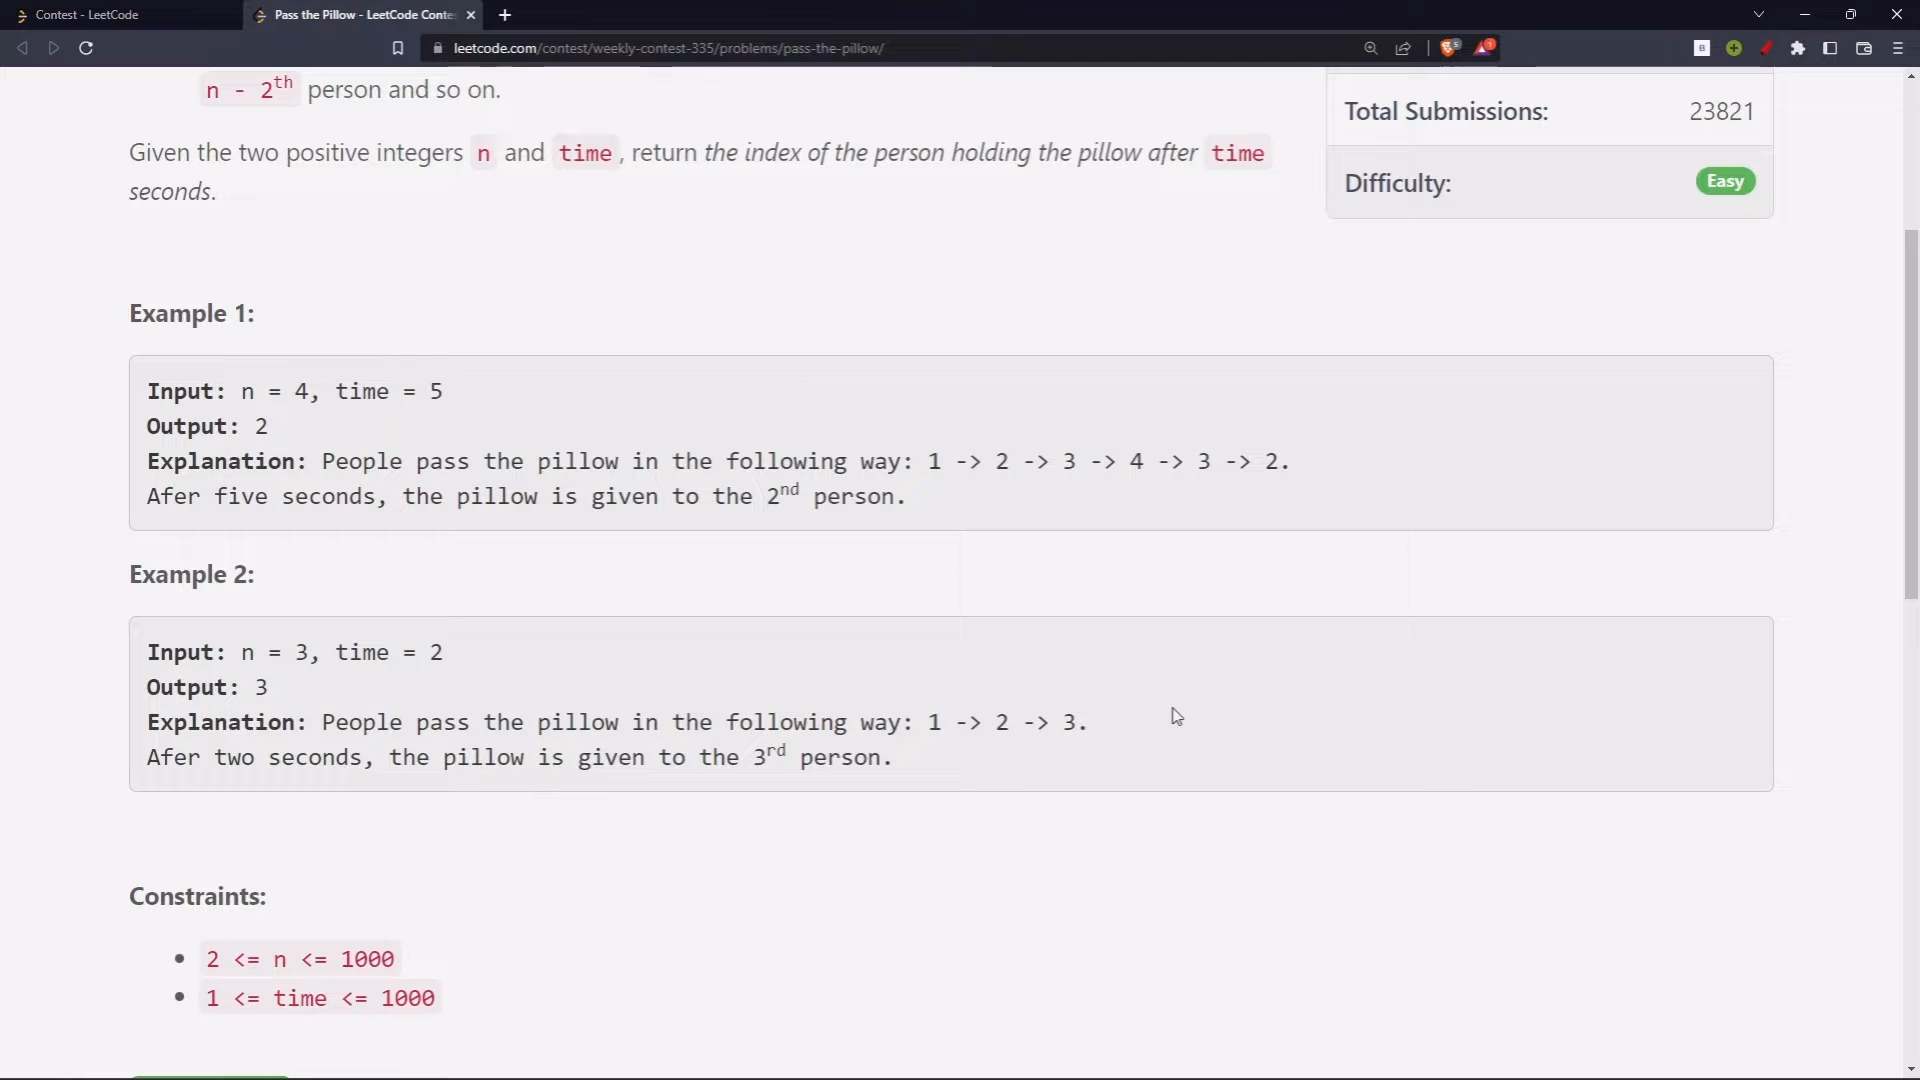 Contest - LeetCode
Pass the Pillow - LeetCode Conte
leetcode.com/contest/weekly-contest-335/problems/pass-the-pillow/
n - 2th person and so on.
Given the two positive integers n and time, return the index of the person holding the pillow after time
seconds.
Total Submissions: 23821
Difficulty: Easy
Example 1:
Input: n = 4, time = 5
Output: 2
Explanation: People pass the pillow in the following way: 1 -> 2 -> 3 -> 4 -> 3 -> 2.
Afer five seconds, the pillow is given to the 2nd person.
Example 2:
Input: n = 3, time = 2
Output: 3
Explanation: People pass the pillow in the following way: 1 -> 2 -> 3.
Afer two seconds, the pillow is given to the 3rd person.
Constraints:
2 <= n <= 1000
1 <= time <= 1000